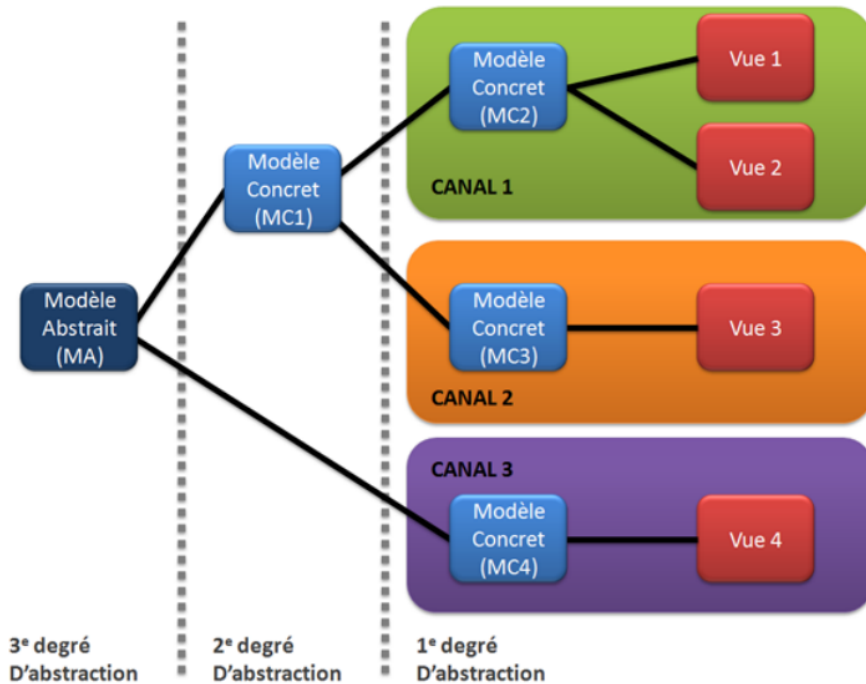 Modèle
Concret
(MC2)
Vue 1
Vue 2
CANAL 1
Modèle
Concret
(MC1)
Modèle
Abstrait
(MA)
Modèle
Concret
(MC3)
Vue 3
CANAL 2
CANAL 3
Modèle
Concret
(MC4)
Vue 4
3e degré
D'abstraction
2e degré
D'abstraction
1e degré
D'abstraction